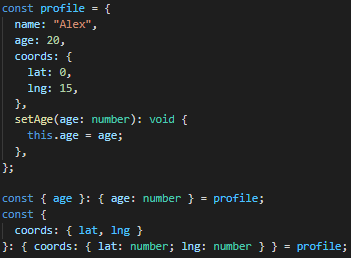 const profile = {
  name: "Alex",
  age: 20,
  coords: {
    lat: 0,
    lng: 15,
  },
  setAge(age: number): void {
    this.age = age;
  },
};

const { age }: { age: number } = profile;
const {
  coords: { lat, lng }
}: { coords: { lat: number; lng: number } } = profile;